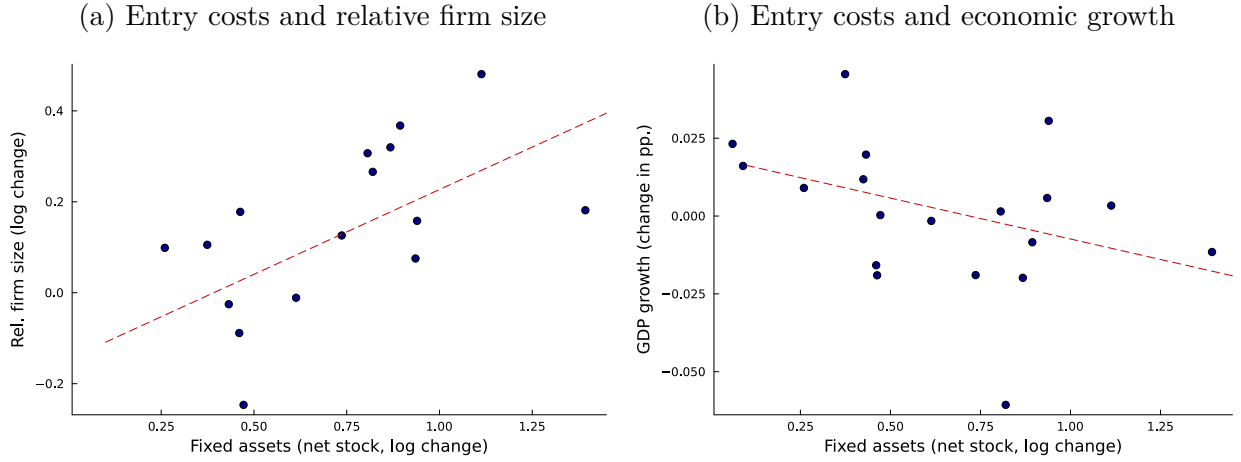 (a) Entry costs and relative firm size
Rel. firm size (log change)
0.4
0.2
0.0
−0.2
0.25 0.50 0.75 1.00 1.25
Fixed assets (net stock, log change)
(b) Entry costs and economic growth
GDP growth (change in pp.)
0.025
0.000
−0.025
−0.050
0.25 0.50 0.75 1.00 1.25
Fixed assets (net stock, log change)